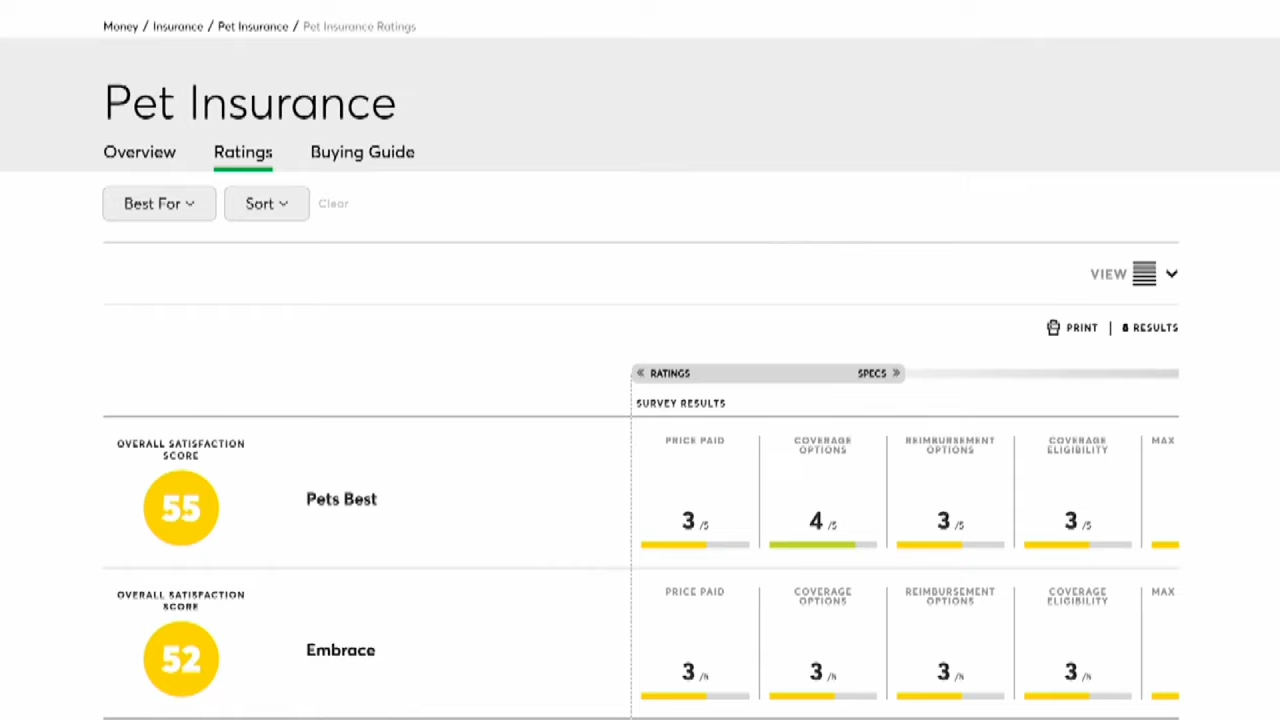 Money / Insurance / Pet Insurance / Pet Insurance Ratings
Pet Insurance
Overview Ratings Buying Guide
Best For Sort Clear
VIEW
PRINT | 8 RESULTS
« RATINGS SPECS »
SURVEY RESULTS
OVERALL SATISFACTION
SCORE
55
Pets Best
PRICE PAID
3 /5
COVERAGE
OPTIONS
4 /5
REIMBURSEMENT
OPTIONS
3 /5
COVERAGE
ELIGIBILITY
3 /5
MAX
OVERALL SATISFACTION
SCORE
52
Embrace
PRICE PAID
3
COVERAGE
OPTIONS
3
REIMBURSEMENT
OPTIONS
3
COVERAGE
ELIGIBILITY
3
MAX